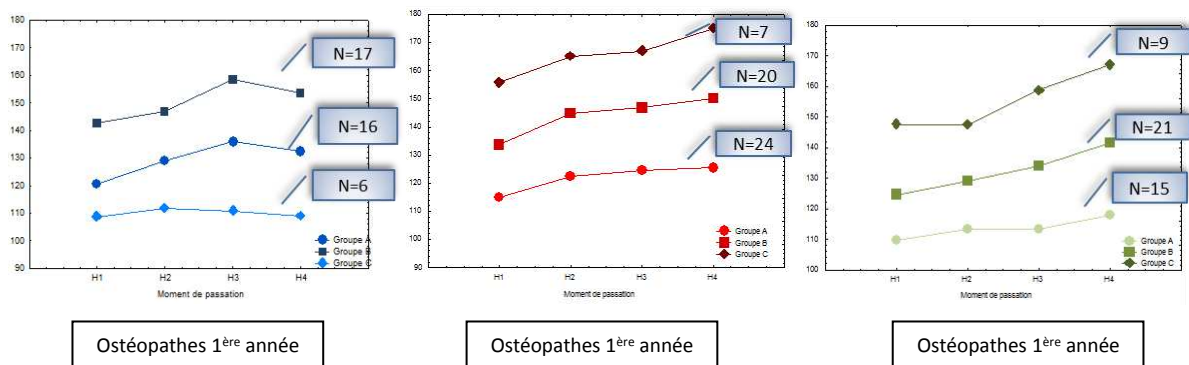 180
170
160
150
140
130
120
110
100
90
H1 H2 H3 H4
Moment de passation
N=17
N=16
N=6
Groupe A
Groupe B
Groupe C
Ostéopathes 1ère année
180
170
160
150
140
130
120
110
100
90
H1 H2 H3 H4
Moment de passation
N=7
N=20
N=24
Groupe A
Groupe B
Groupe C
Ostéopathes 1ère année
180
170
160
150
140
130
120
110
100
H1 H2 H3 H4
Moment de passation
N=9
N=21
N=15
Groupe A
Groupe B
Groupe C
Ostéopathes 1ère année